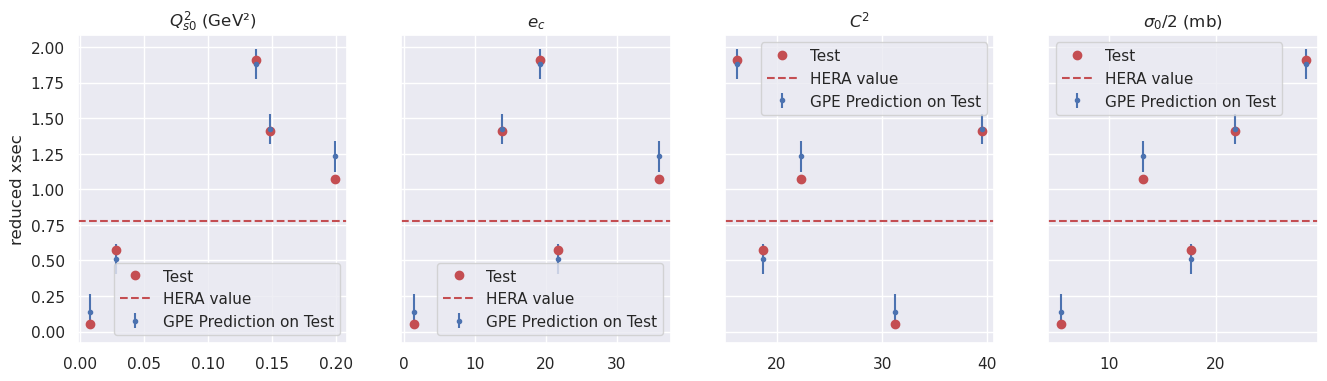 Q²ₛ₀ (GeV²)
e_c
C²
σ₀/2 (mb)
reduced xsec
2.00
1.75
1.50
1.25
1.00
0.75
0.50
0.25
0.00
Test
HERA value
GPE Prediction on Test
0.00 0.05 0.10 0.15 0.20
Test
HERA value
GPE Prediction on Test
0 10 20 30
Test
HERA value
GPE Prediction on Test
20 30 40
Test
HERA value
GPE Prediction on Test
10 20